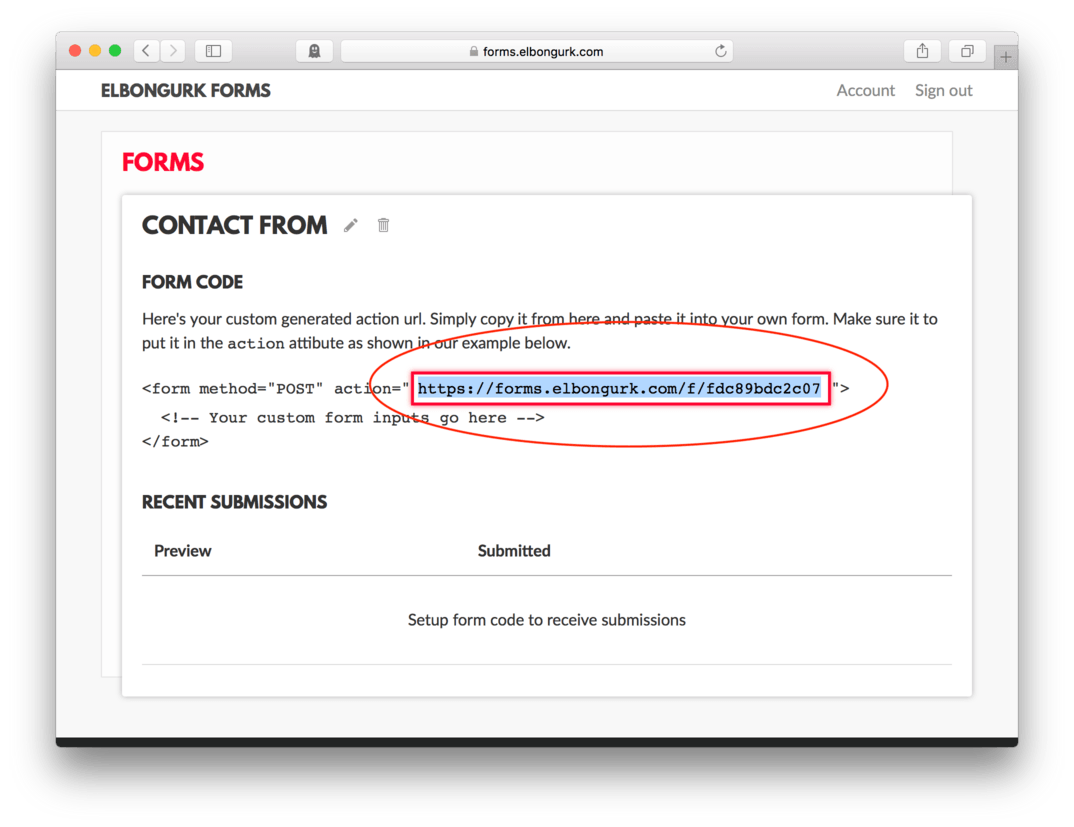 forms.elbongurk.com
ELBONGURK FORMS
Account Sign out
FORMS
CONTACT FROM
FORM CODE
Here's your custom generated action url. Simply copy it from here and paste it into your own form. Make sure it to
put it in the action attibute as shown in our example below.
<form method="POST" action="https://forms.elbongurk.com/f/fdc89bdc2c07">
<!-- Your custom form inputs go here -->
</form>
RECENT SUBMISSIONS
Preview Submitted
Setup form code to receive submissions